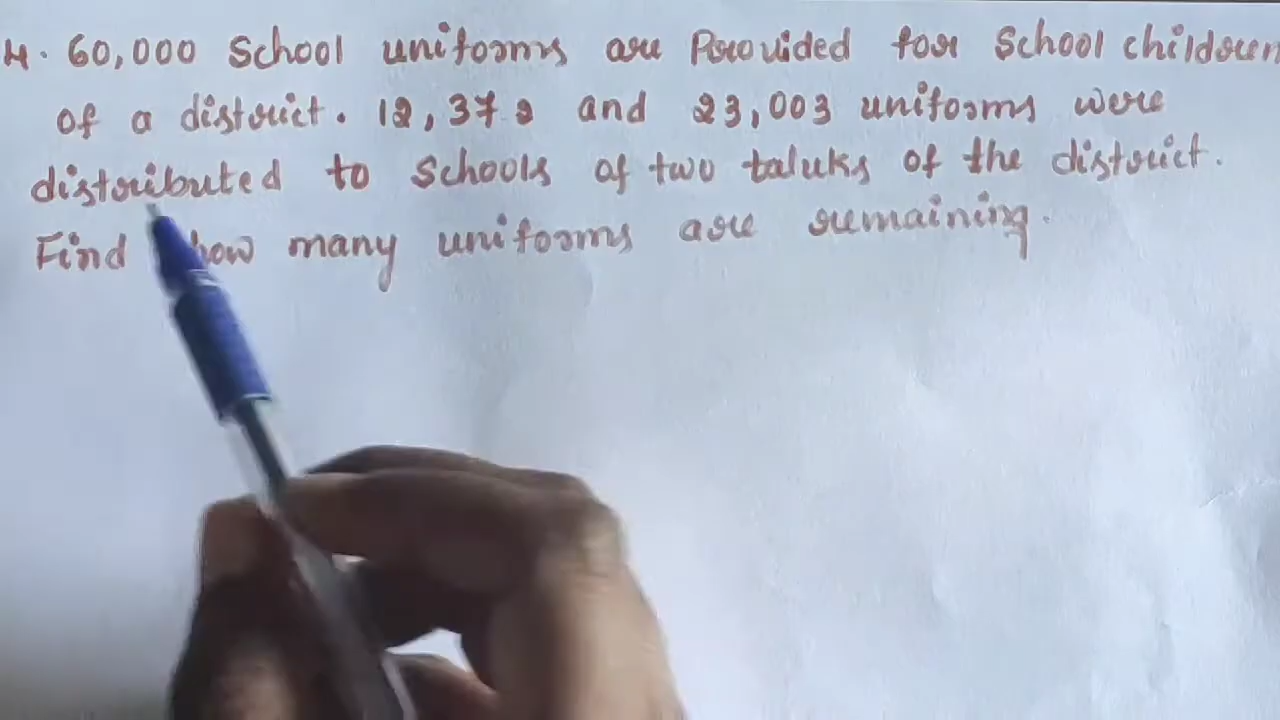 4. 60,000 School uniforms are Provided for School children
of a district. 12,372 and 23,003 uniforms were
distributed to Schools of two taluks of the district.
Find how many uniforms are remaining.